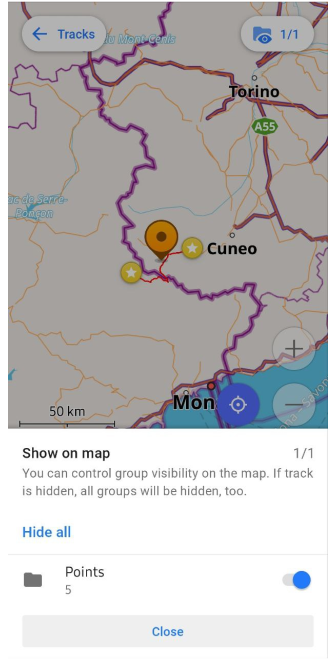 Tracks
1/1
du Mont Cenis
Torino
A55
Lac de Serre-
Ponçon
Cuneo
50 km
Mon
Show on map
1/1
You can control group visibility on the map. If track
is hidden, all groups will be hidden, too.
Hide all
Points
5
Close